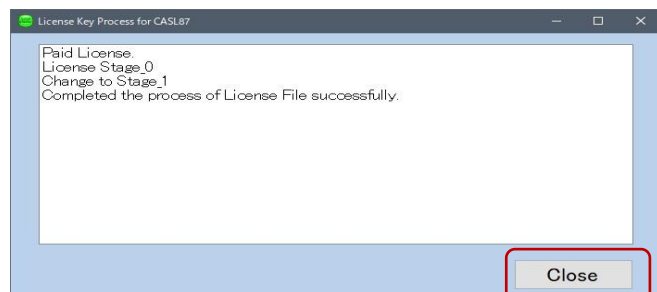 License Key Process for CASL87
Paid License.
License Stage_0
Change to Stage_1
Completed the process of License File successfully.
Close